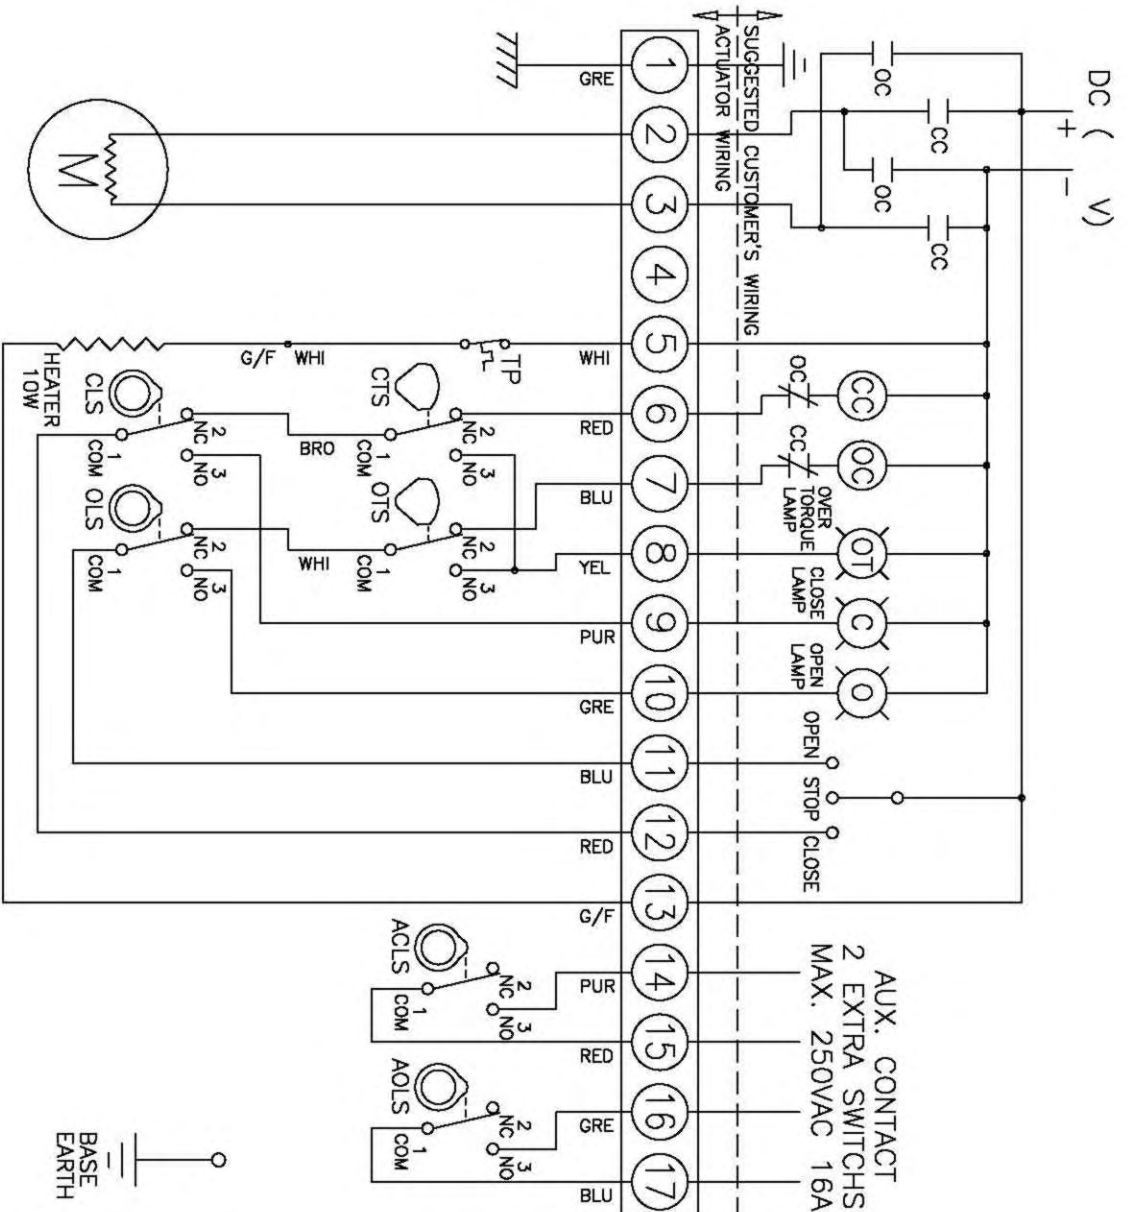 DC ( V)
+ -
OC
CC
OC
CC
SUGGESTED CUSTOMER'S WIRING
ACTUATOR WIRING
1
2
3
4
5
6
7
8
9
10
11
12
13
14
15
16
17
GRE
WHI
RED
BLU
YEL
PUR
GRE
BLU
RED
G/F
PUR
RED
GRE
BLU
OC
CC
CC
OC
OVER
TORQUE
LAMP
OT
CLOSE
LAMP
C
OPEN
LAMP
O
OPEN STOP CLOSE
AUX. CONTACT
2 EXTRA SWITCHS
MAX. 250VAC 16A
M
TP
G/F WHI
HEATER
10W
CTS
2
NC
3
NO
1
COM
OTS
2
NC
3
NO
1
COM
BRO
WHI
CLS
2
NC
3
NO
1
COM
OLS
2
NC
3
NO
1
COM
ACLS
2
NC
3
NO
1
COM
AOLS
2
NC
3
NO
1
COM
BASE
EARTH